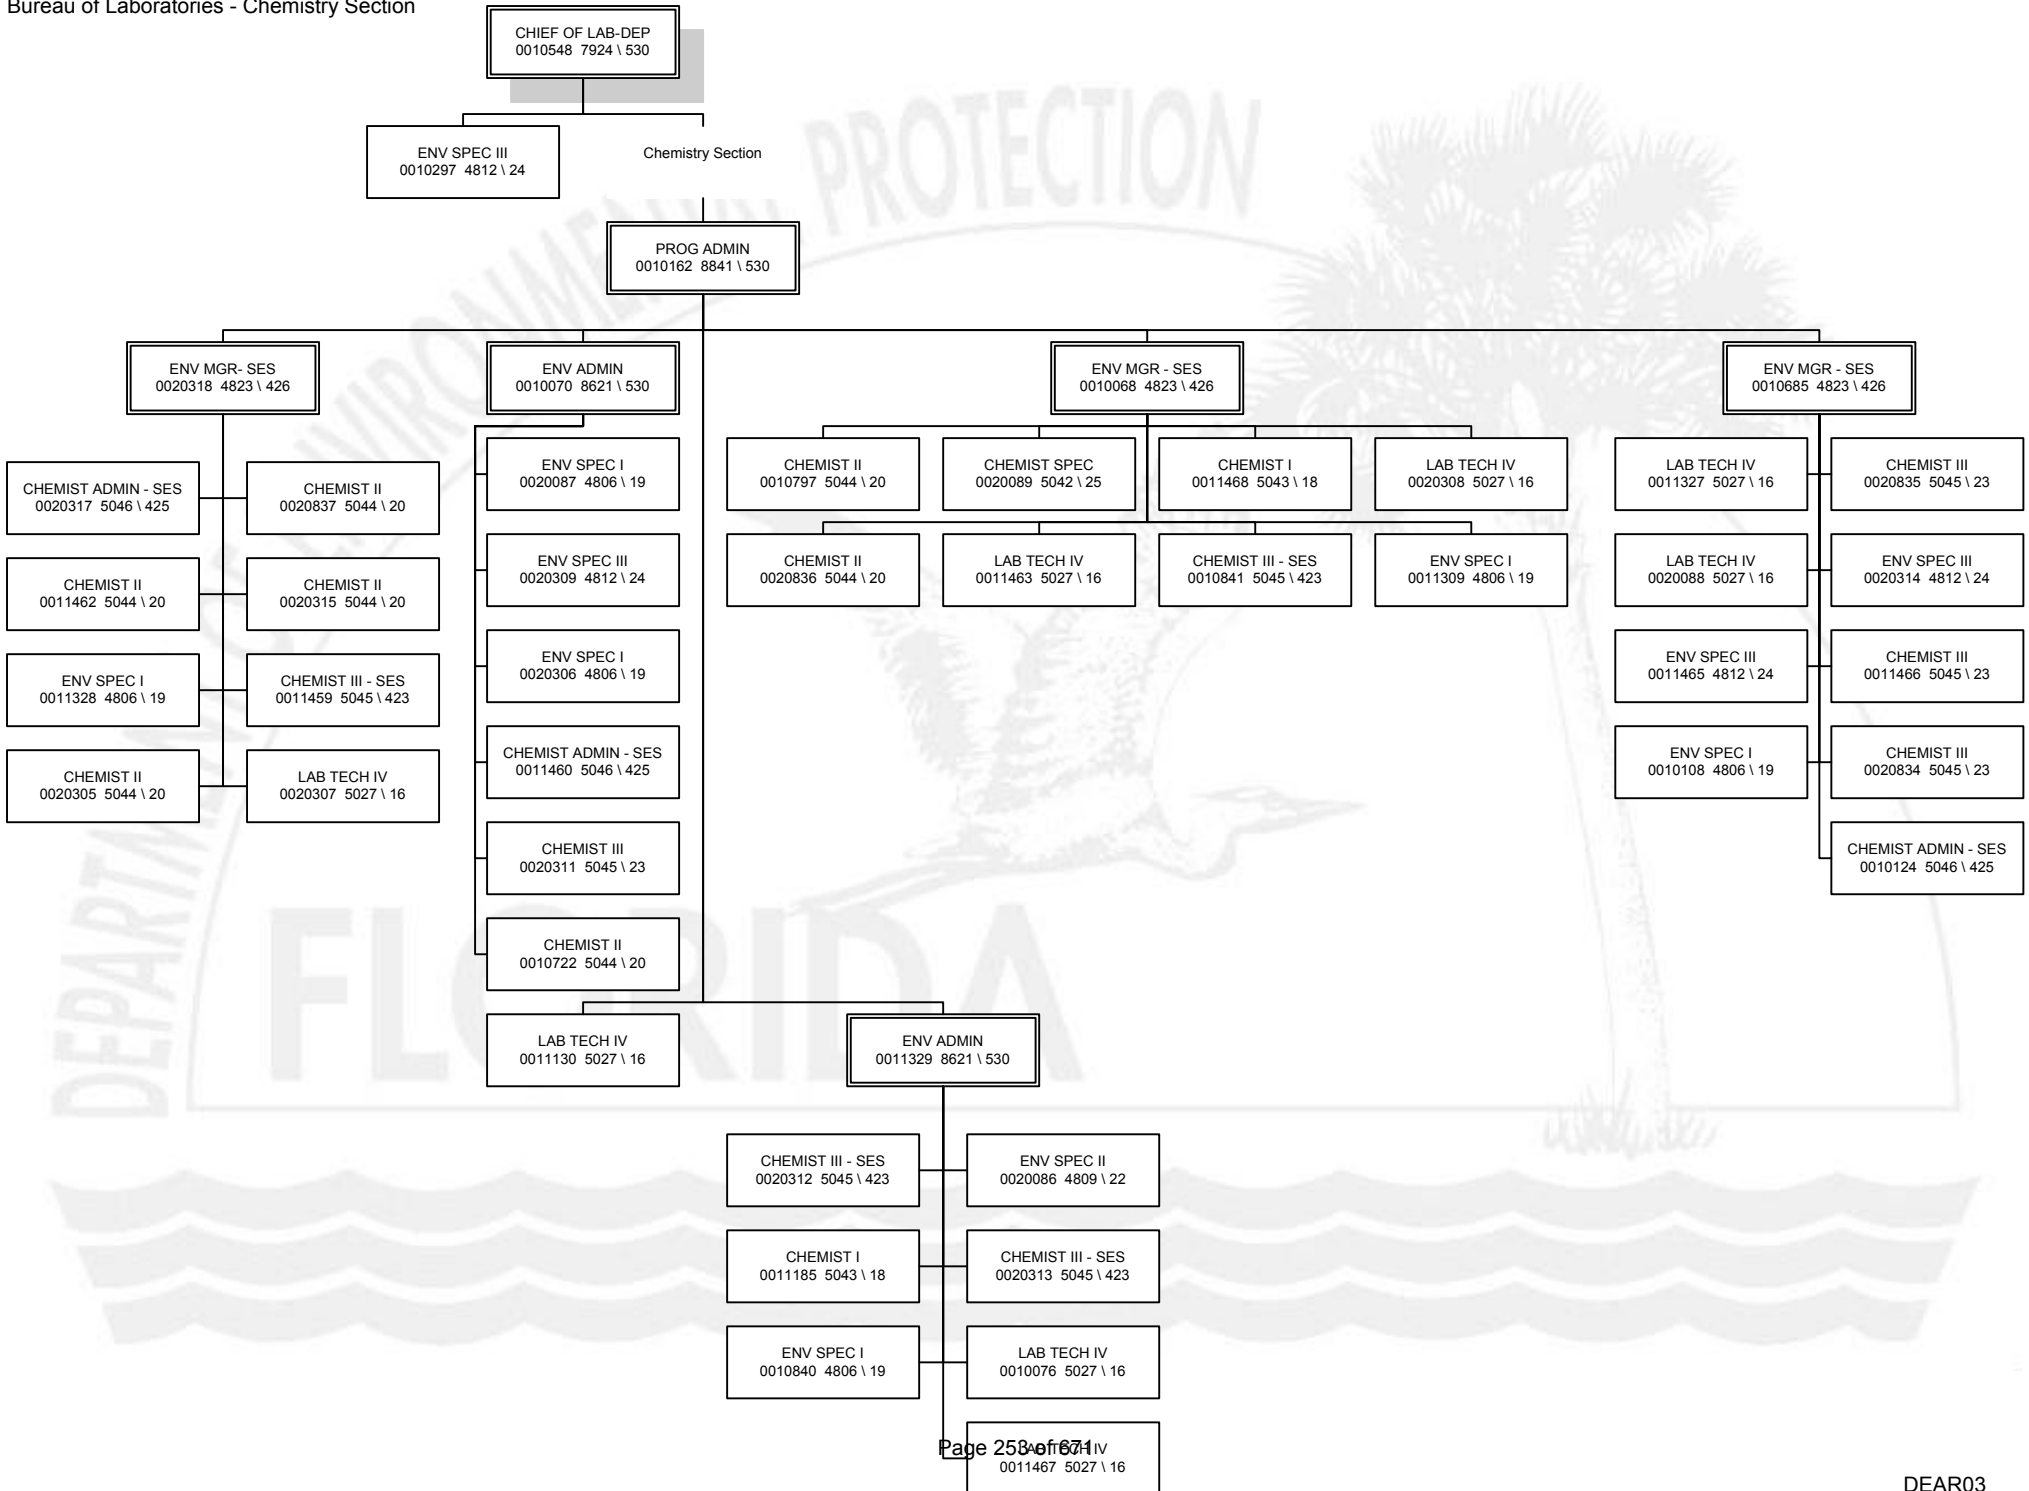 Bureau of Laboratories - Chemistry Section
CHIEF OF LAB-DEP
0010548 7924 \ 530
ENV SPEC III
0010297 4812 \ 24
Chemistry Section
PROG ADMIN
0010162 8841 \ 530
ENV MGR- SES
0020318 4823 \ 426
ENV ADMIN
0010070 8621 \ 530
ENV MGR - SES
0010068 4823 \ 426
ENV MGR - SES
0010685 4823 \ 426
CHEMIST ADMIN - SES
0020317 5046 \ 425
CHEMIST II
0020837 5044 \ 20
CHEMIST II
0011462 5044 \ 20
CHEMIST II
0020315 5044 \ 20
ENV SPEC I
0011328 4806 \ 19
CHEMIST III - SES
0011459 5045 \ 423
CHEMIST II
0020305 5044 \ 20
LAB TECH IV
0020307 5027 \ 16
ENV SPEC I
0020087 4806 \ 19
ENV SPEC III
0020309 4812 \ 24
ENV SPEC I
0020306 4806 \ 19
CHEMIST ADMIN - SES
0011460 5046 \ 425
CHEMIST III
0020311 5045 \ 23
CHEMIST II
0010722 5044 \ 20
CHEMIST II
0010797 5044 \ 20
CHEMIST SPEC
0020089 5042 \ 25
CHEMIST I
0011468 5043 \ 18
LAB TECH IV
0020308 5027 \ 16
CHEMIST II
0020836 5044 \ 20
LAB TECH IV
0011463 5027 \ 16
CHEMIST III - SES
0010841 5045 \ 423
ENV SPEC I
0011309 4806 \ 19
LAB TECH IV
0011327 5027 \ 16
CHEMIST III
0020835 5045 \ 23
LAB TECH IV
0020088 5027 \ 16
ENV SPEC III
0020314 4812 \ 24
ENV SPEC III
0011465 4812 \ 24
CHEMIST III
0011466 5045 \ 23
ENV SPEC I
0010108 4806 \ 19
CHEMIST III
0020834 5045 \ 23
CHEMIST ADMIN - SES
0010124 5046 \ 425
LAB TECH IV
0011130 5027 \ 16
ENV ADMIN
0011329 8621 \ 530
CHEMIST III - SES
0020312 5045 \ 423
ENV SPEC II
0020086 4809 \ 22
CHEMIST I
0011185 5043 \ 18
CHEMIST III - SES
0020313 5045 \ 423
ENV SPEC I
0010840 4806 \ 19
LAB TECH IV
0010076 5027 \ 16
LAB TECH IV
0011467 5027 \ 16
Page 253 of 671
DEAR03
DEPARTMENT OF ENVIRONMENTAL PROTECTION
FLORIDA